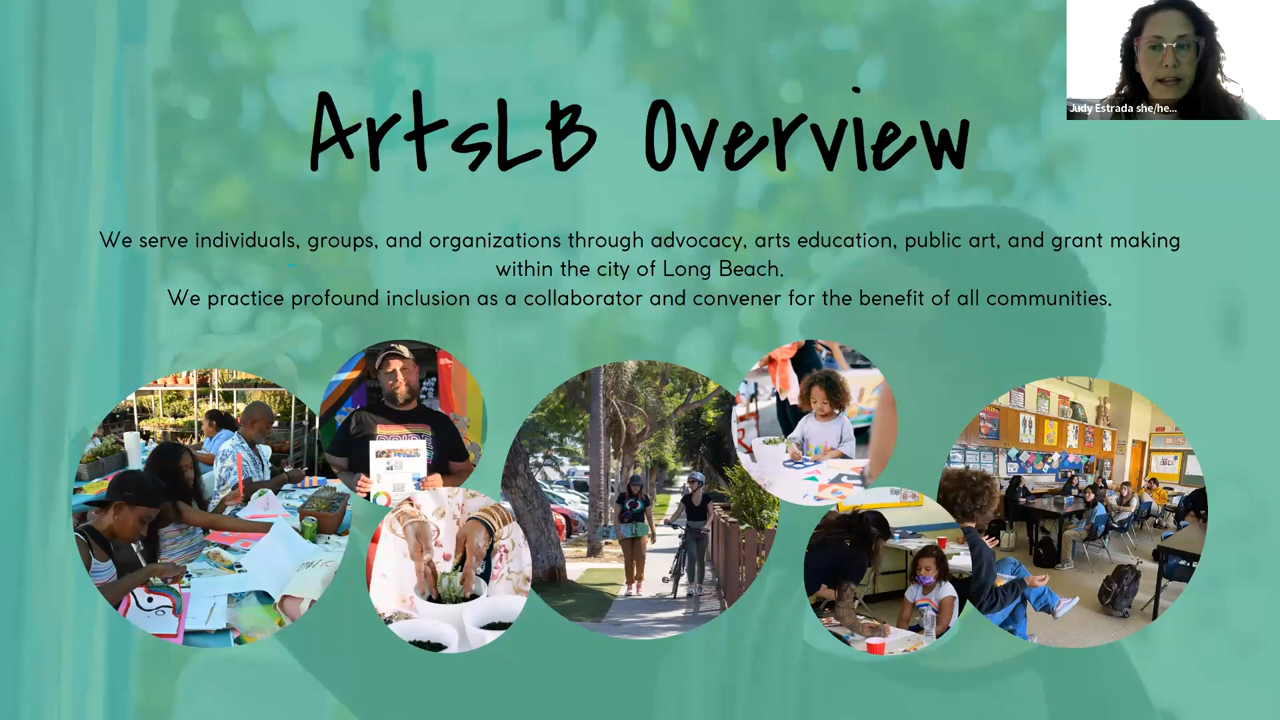 ArtsLB Overview
Judy Estrada she/he...
We serve individuals, groups, and organizations through advocacy, arts education, public art, and grant making
within the city of Long Beach.
We practice profound inclusion as a collaborator and convener for the benefit of all communities.